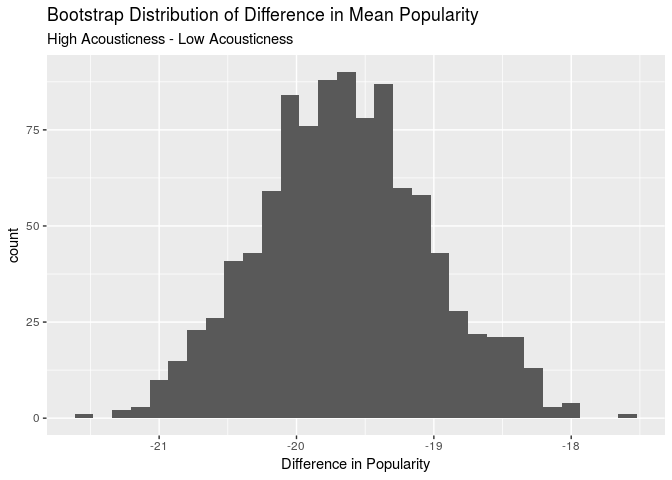 Bootstrap Distribution of Difference in Mean Popularity
High Acousticness - Low Acousticness
75
50
25
0
count
-21
-20
-19
-18
Difference in Popularity